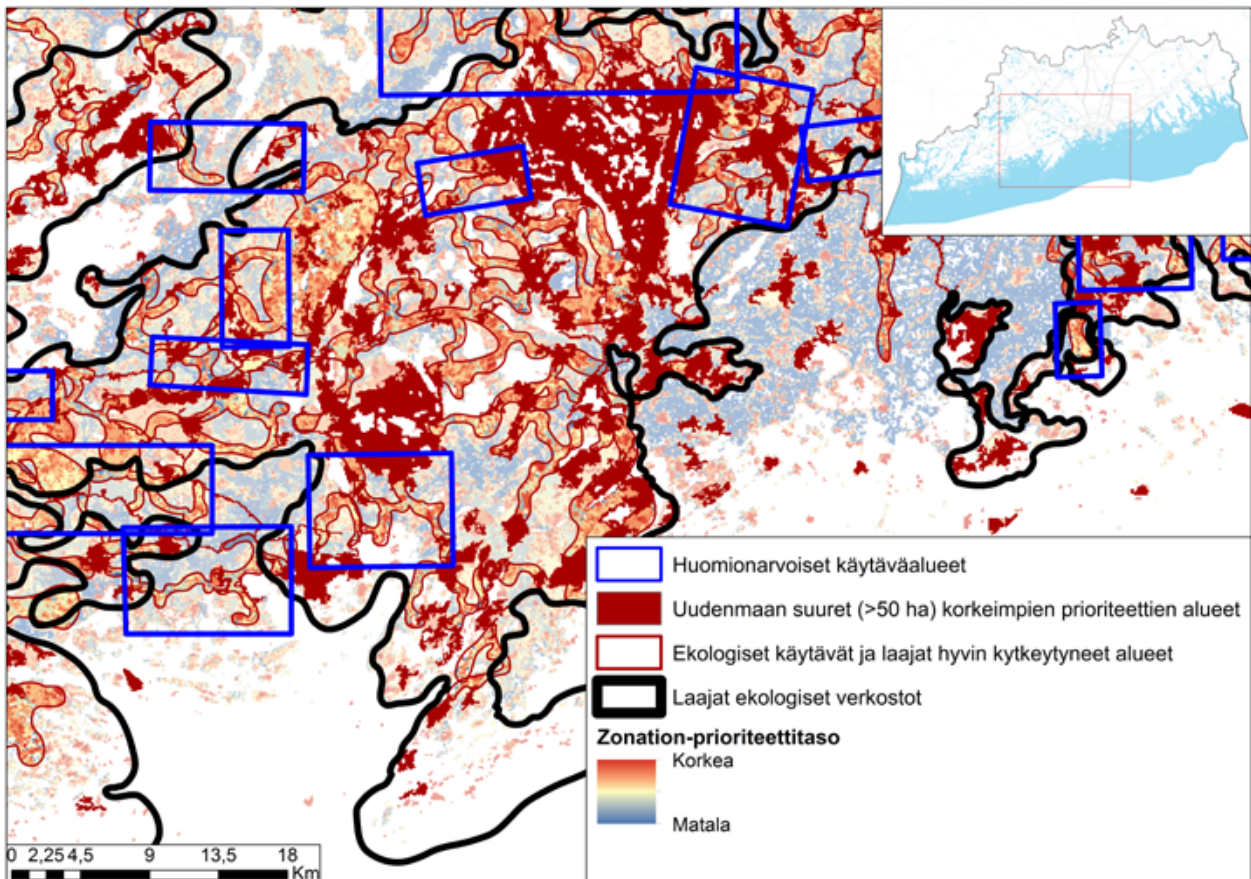 Huomionarvoiset käytäväalueet
Uudenmaan suuret (>50 ha) korkeimpien prioriteettien alueet
Ekologiset käytävät ja laajat hyvin kytkeytyneet alueet
Laajat ekologiset verkostot
Zonation-prioriteettitaso
Korkea
Matala
0 2,25 4,5 9 13,5 18
Km